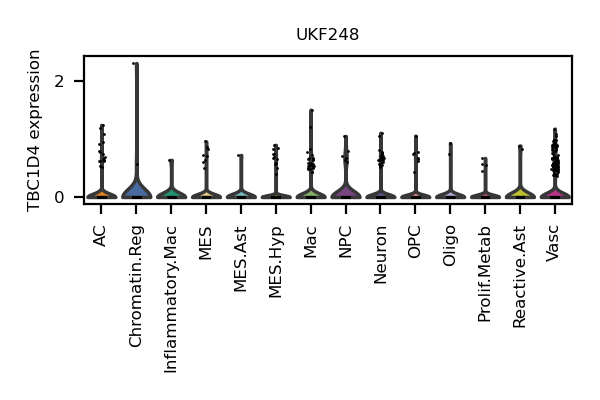 UKF248
TBC1D4 expression
2
0
AC
Chromatin.Reg
Inflammatory.Mac
MES
MES.Ast
MES.Hyp
Mac
NPC
Neuron
OPC
Oligo
Prolif.Metab
Reactive.Ast
Vasc